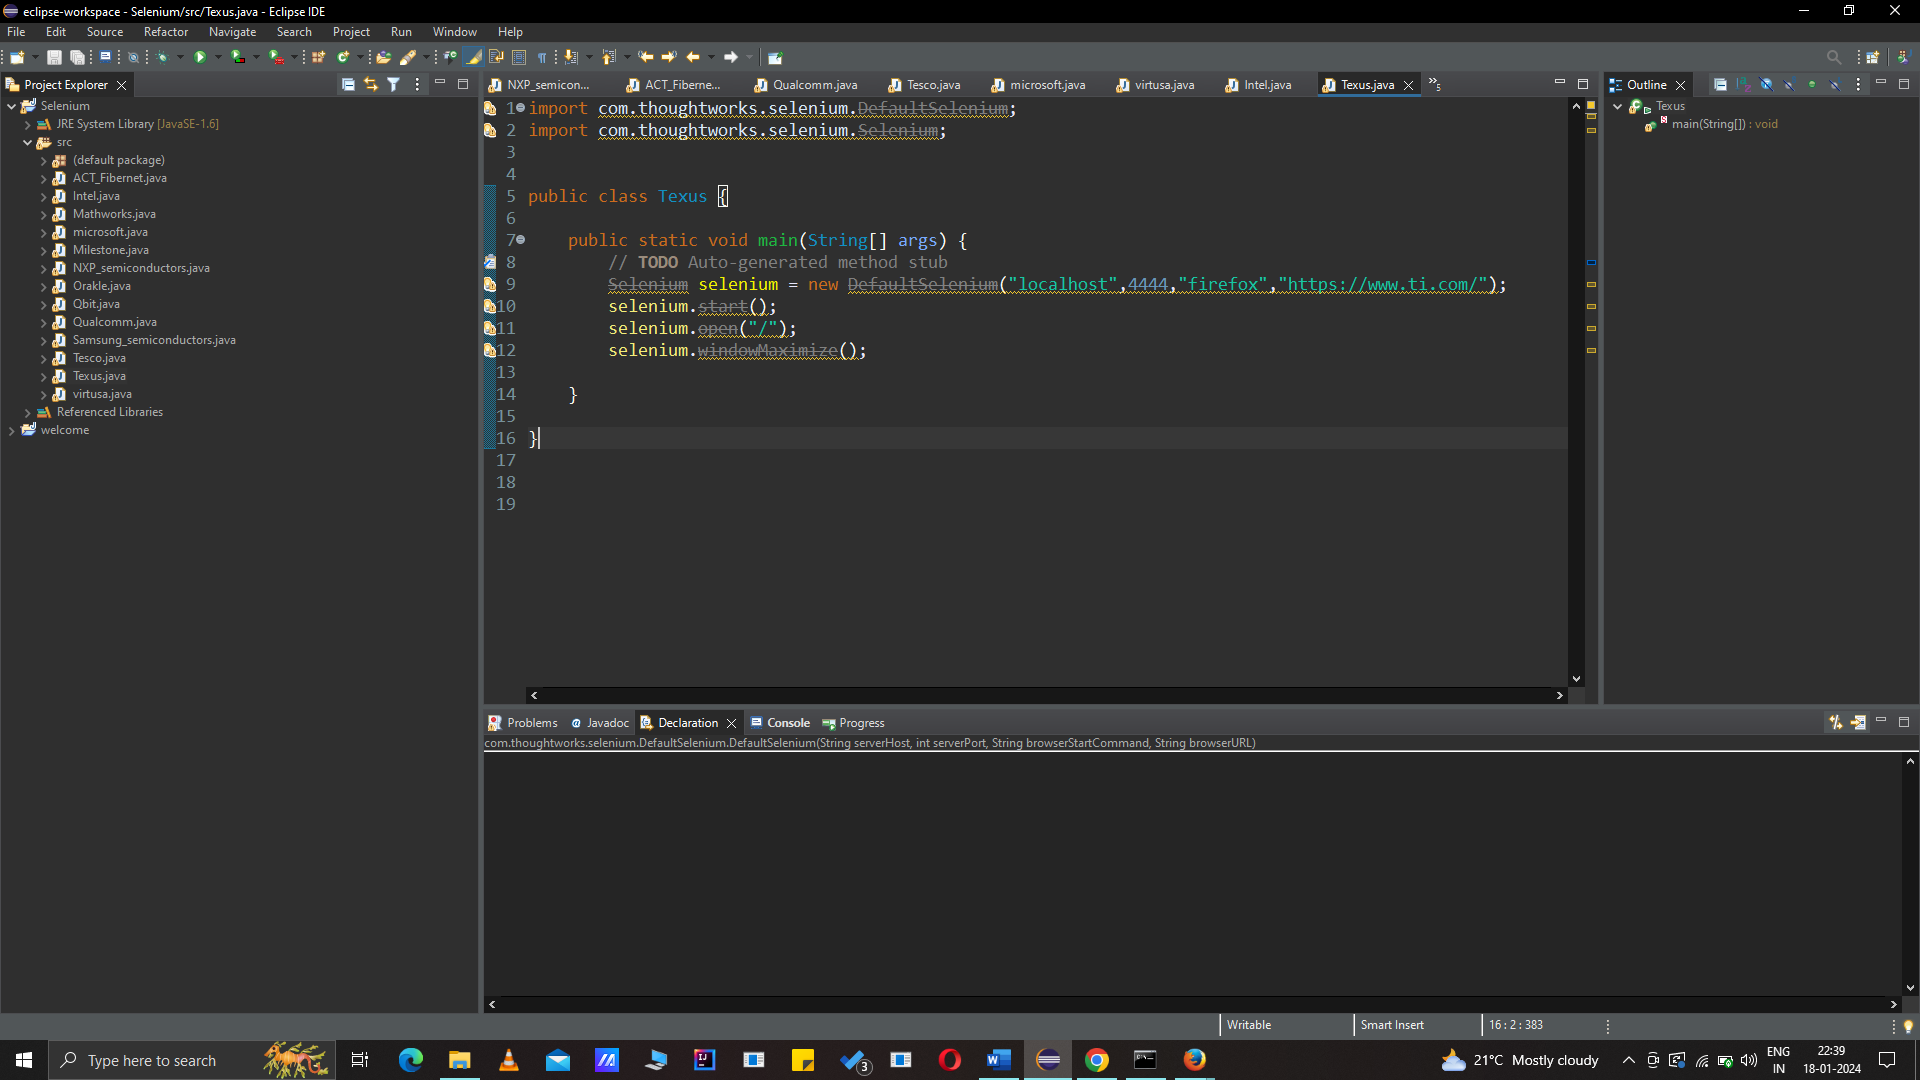 eclipse-workspace - Selenium/src/Texus.java - Eclipse IDE
File Edit Source Refactor Navigate Search Project Run Window Help
Project Explorer
Selenium
JRE System Library [JavaSE-1.6]
src
(default package)
ACT_Fibernet.java
Intel.java
Mathworks.java
microsoft.java
Milestone.java
NXP_semiconductors.java
Orakle.java
Qbit.java
Qualcomm.java
Samsung_semiconductors.java
Tesco.java
Texus.java
virtusa.java
Referenced Libraries
welcome
NXP_semicon... ACT_Fiberne... Qualcomm.java Tesco.java microsoft.java virtusa.java Intel.java Texus.java »5
1 import com.thoughtworks.selenium.DefaultSelenium;
2 import com.thoughtworks.selenium.Selenium;
3
4
5 public class Texus {
6
7 public static void main(String[] args) {
8 // TODO Auto-generated method stub
9 Selenium selenium = new DefaultSelenium("localhost",4444,"firefox","https://www.ti.com/");
10 selenium.start();
11 selenium.open("/");
12 selenium.windowMaximize();
13
14 }
15
16 }
17
18
19
Outline
Texus
main(String[]) : void
Problems Javadoc Declaration Console Progress
com.thoughtworks.selenium.DefaultSelenium.DefaultSelenium(String serverHost, int serverPort, String browserStartCommand, String browserURL)
Writable Smart Insert 16 : 2 : 383
Type here to search
3
21°C Mostly cloudy
ENG
IN
22:39
18-01-2024